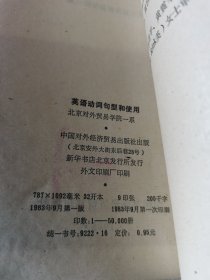 英语动词句型和使用
北京对外贸易学院一系
中国对外经济贸易出版社出版
（北京安外大街东后巷28号）
新华书店北京发行所发行
外文印刷厂印刷
787×1092毫米 32开本 9印张 200千字
1983年9月第一版 1983年9月第一次印刷
印数：1—50,000册
统一书号：9222·16 定价：0.90元